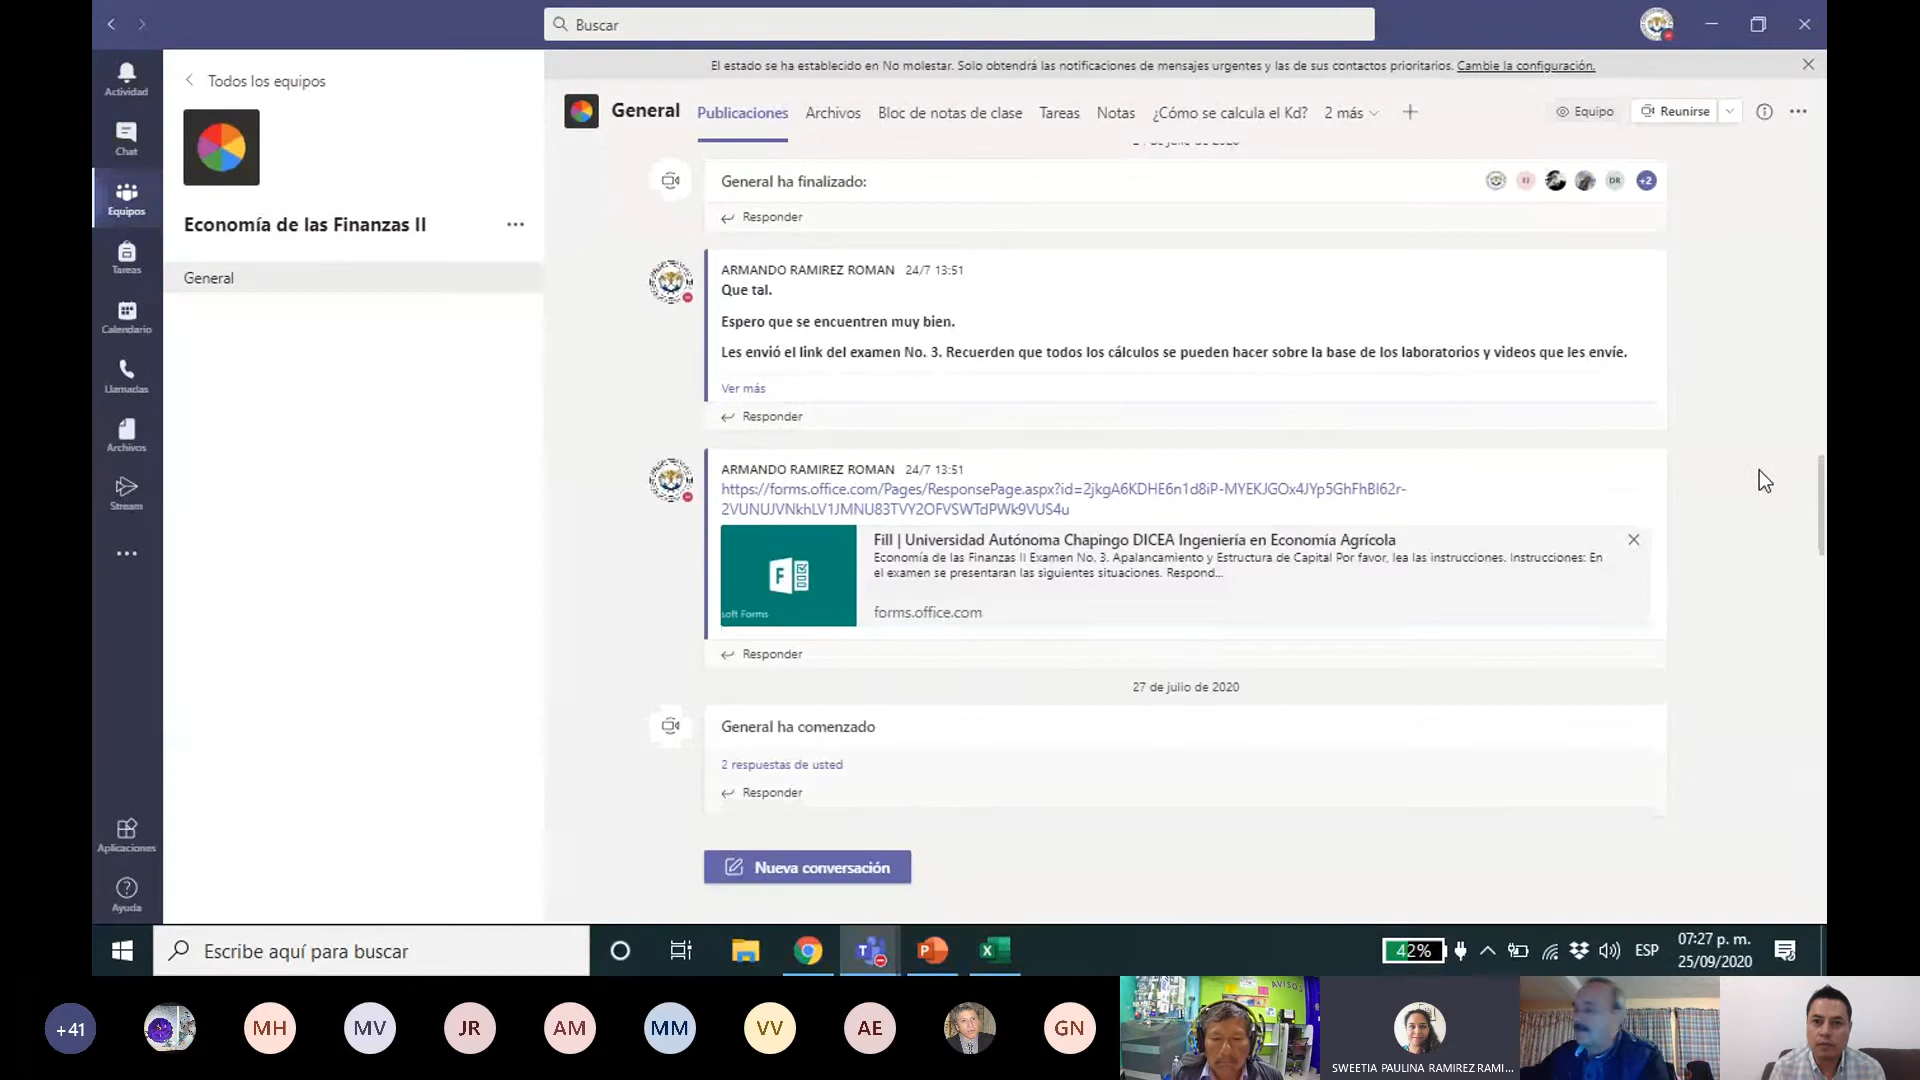 Buscar
El estado se ha establecido en No molestar. Solo obtendrá las notificaciones de mensajes urgentes y las de sus contactos prioritarios. Cambie la configuración.
Actividad
Chat
Equipos
Tareas
Calendario
Llamadas
Archivos
Stream
Aplicaciones
Ayuda
Todos los equipos
Economía de las Finanzas II
General
General Publicaciones Archivos Bloc de notas de clase Tareas Notas ¿Cómo se calcula el Kd? 2 más
Equipo Reunirse
General ha finalizado:
DR +2
Responder
ARMANDO RAMIREZ ROMAN 24/7 13:51
Que tal.
Espero que se encuentren muy bien.
Les envió el link del examen No. 3. Recuerden que todos los cálculos se pueden hacer sobre la base de los laboratorios y videos que les envíe.
Ver más
Responder
ARMANDO RAMIREZ ROMAN 24/7 13:51
https://forms.office.com/Pages/ResponsePage.aspx?id=2jkgA6KDHE6n1d8iP-MYEKJGOx4JYp5GhFhBI62r-
2VUNUJVNkhLV1JMNU83TVY2OFVSWTdPWk9VUS4u
soft Forms
Fill | Universidad Autónoma Chapingo DICEA Ingeniería en Economía Agrícola
Economía de las Finanzas II Examen No. 3. Apalancamiento y Estructura de Capital Por favor, lea las instrucciones. Instrucciones: En
el examen se presentaran las siguientes situaciones. Respond...
forms.office.com
Responder
27 de julio de 2020
General ha comenzado
2 respuestas de usted
Responder
Nueva conversación
Escribe aquí para buscar
42%
ESP
07:27 p. m.
25/09/2020
+41
MH
MV
JR
AM
MM
VV
AE
GN
AVISOS
SWEETIA PAULINA RAMIREZ RAMI...